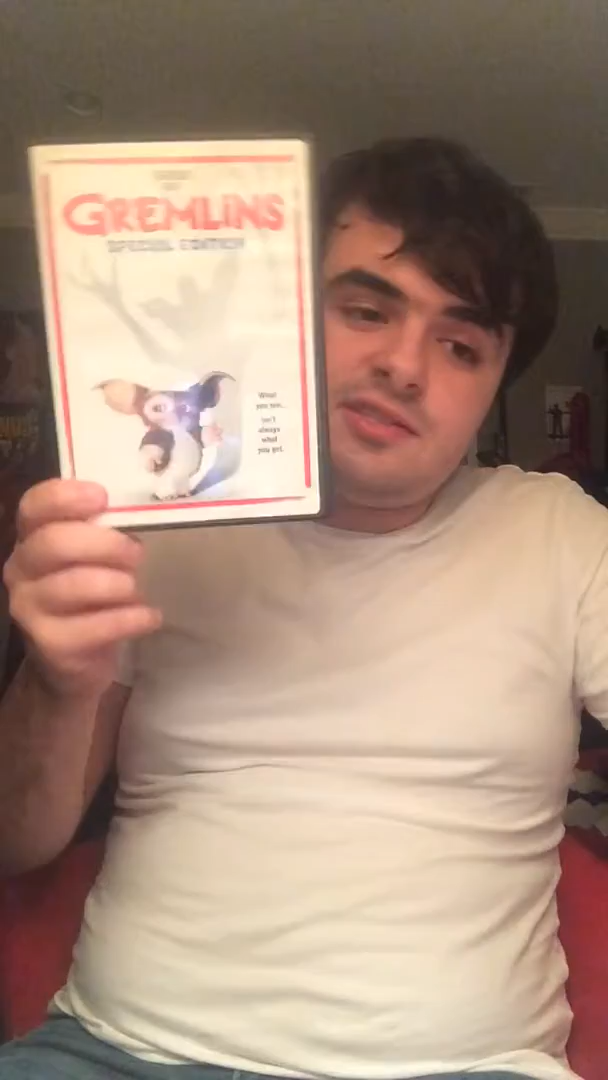 GREMLINS
SPECIAL EDITION
What
you see...
isn't
always
what
you get.